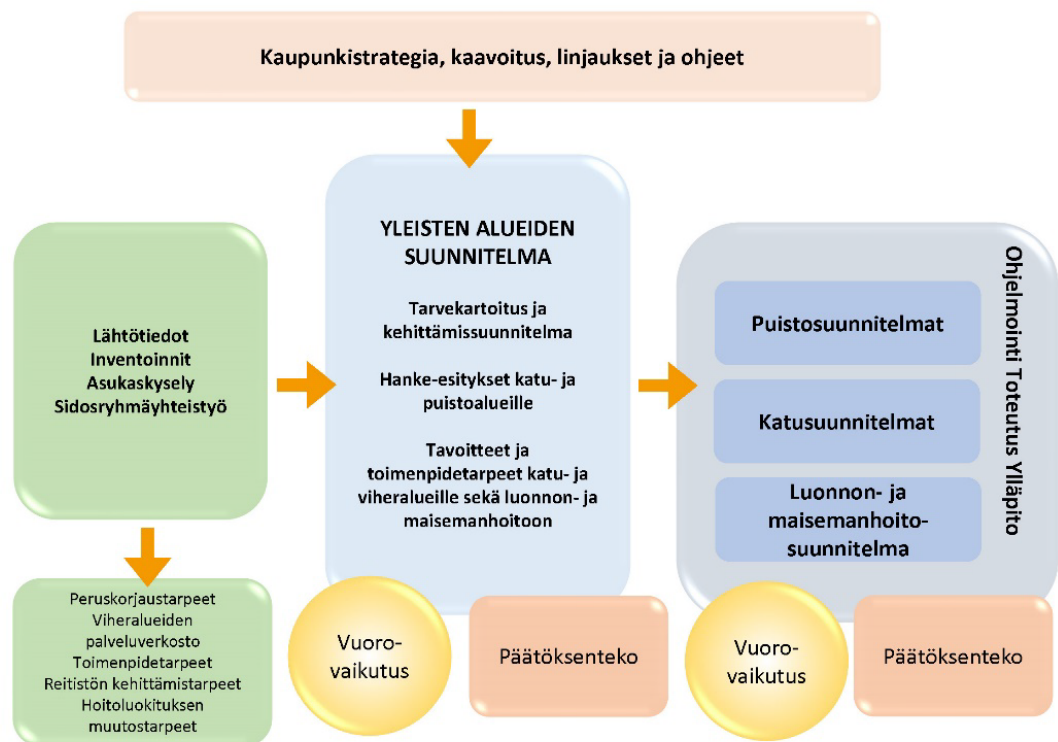 Kaupunkistrategia, kaavoitus, linjaukset ja ohjeet
Lähtötiedot
Inventoinnit
Asukaskysely
Sidosryhmäyhteistyö
Peruskorjaustarpeet
Viheralueiden
palveluverkosto
Toimenpidetarpeet
Reitistön kehittämistarpeet
Hoitoluokituksen
muutostarpeet
YLEISTEN ALUEIDEN
SUUNNITELMA
Tarvekartoitus ja
kehittämissuunnitelma
Hanke-esitykset katu- ja
puistoalueille
Tavoitteet ja
toimenpidetarpeet katu- ja
viheralueille sekä luonnon- ja
maisemanhoitoon
Vuoro-
vaikutus
Päätöksenteko
Puistosuunnitelmat
Katusuunnitelmat
Luonnon- ja
maisemanhoito-
suunnitelma
Ohjelmointi Toteutus Ylläpito
Vuoro-
vaikutus
Päätöksenteko